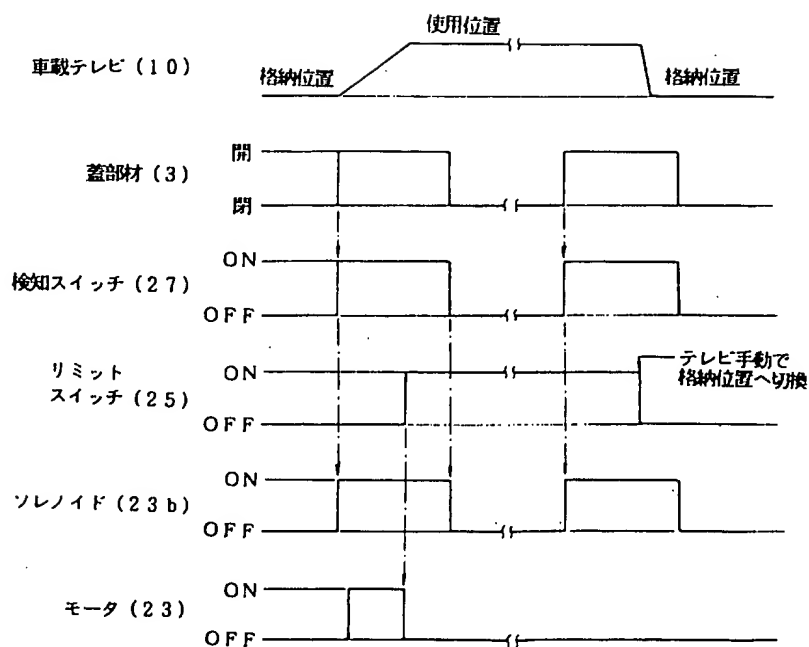 使用位置
車載テレビ(10)
格納位置
格納位置
開
蓋部材(3)
閉
ON
検知スイッチ(27)
OFF
リミット
スイッチ(25)
ON
OFF
テレビ手動で
格納位置へ切換
ON
ソレノイド(23b)
OFF
ON
モータ(23)
OFF